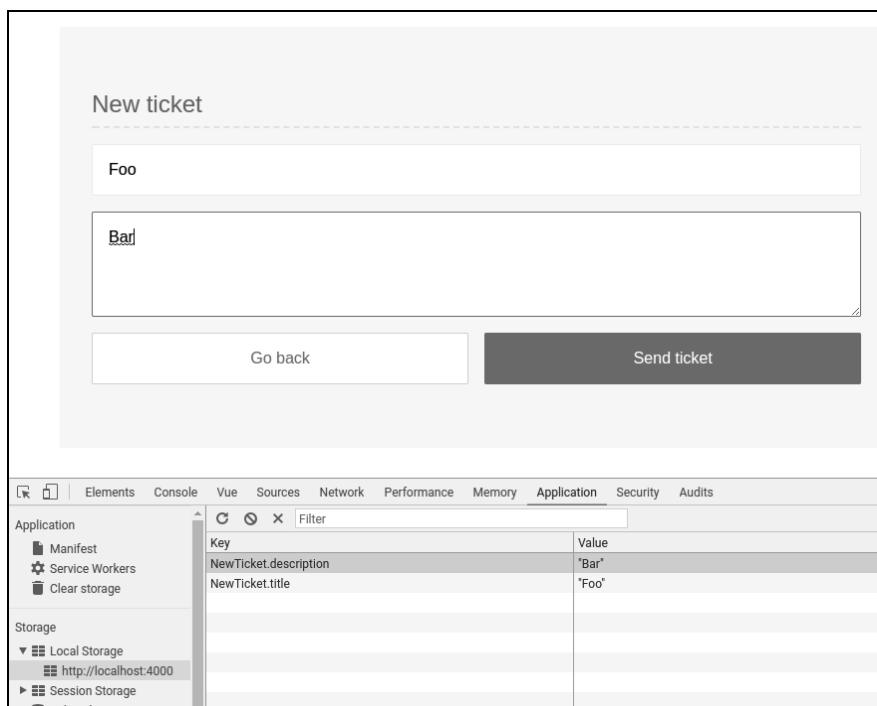 New ticket
Foo
Bar
Go back Send ticket
Elements Console Vue Sources Network Performance Memory Application Security Audits
Application
Filter
Manifest
Service Workers
Clear storage
Storage
Local Storage
http://localhost:4000
Session Storage
Key Value
NewTicket.description "Bar"
NewTicket.title "Foo"